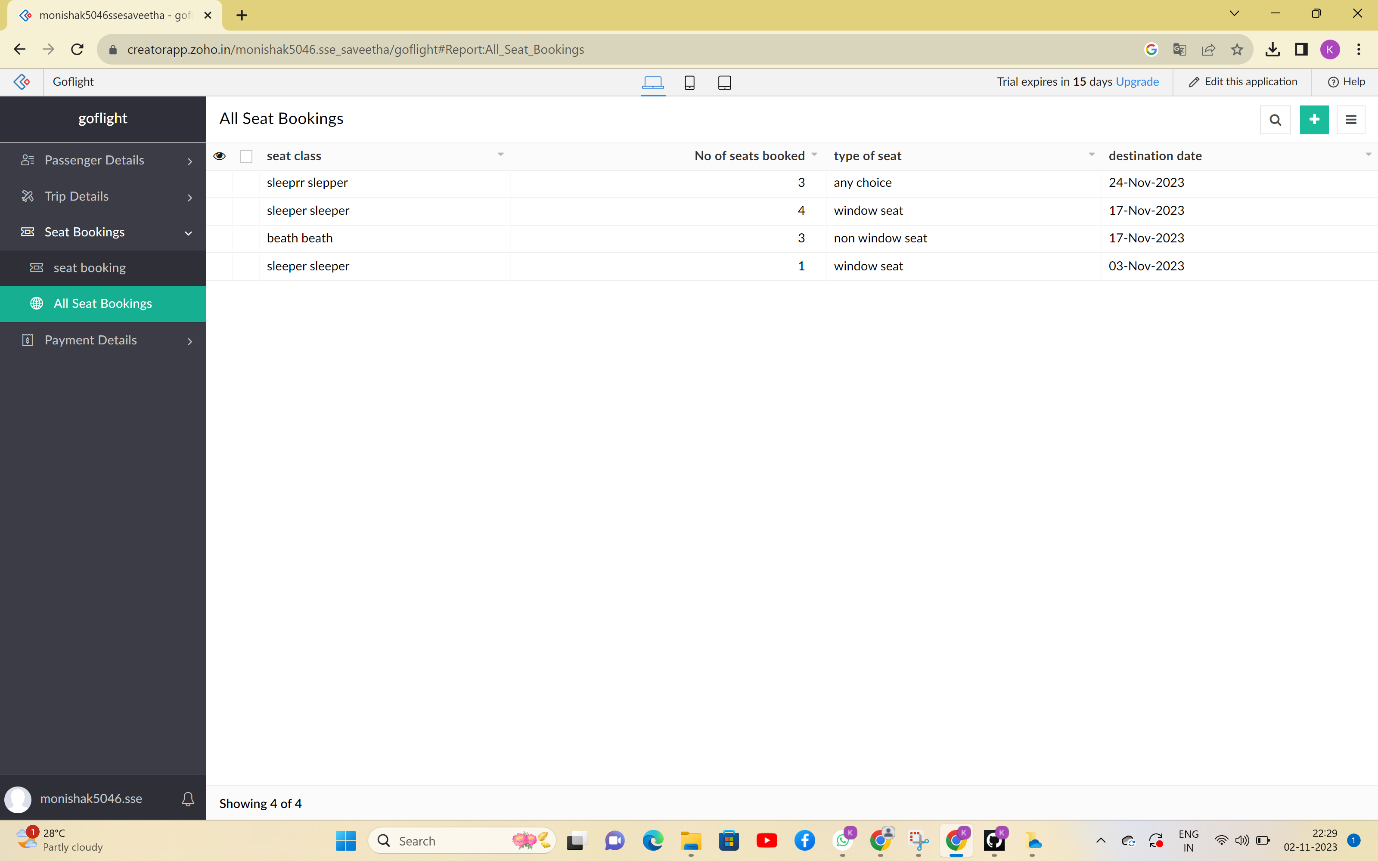 monishak5046ssesaveetha - gofl
creatorapp.zoho.in/monishak5046.sse_saveetha/goflight#Report:All_Seat_Bookings
K
Goflight
Trial expires in 15 days Upgrade
Edit this application
Help
goflight
All Seat Bookings
Passenger Details
Trip Details
Seat Bookings
seat booking
All Seat Bookings
Payment Details
seat class No of seats booked type of seat destination date
sleeprr slepper 3 any choice 24-Nov-2023
sleeper sleeper 4 window seat 17-Nov-2023
beath beath 3 non window seat 17-Nov-2023
sleeper sleeper 1 window seat 03-Nov-2023
monishak5046.sse
Showing 4 of 4
1
28°C
Partly cloudy
Search
K
K
K
ENG
IN
22:29
02-11-2023
1